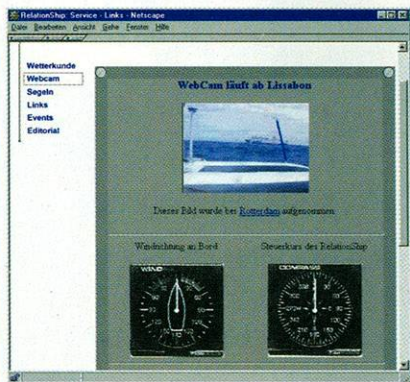 RelationShip: Service - Links - Netscape
Datei Bearbeiten Ansicht Gehe Fenster Hilfe
Wetterkunde
Webcam
Segeln
Links
Events
Editorial
WebCam läuft ab Lissabon
Dieses Bild wurde bei Rotterdam aufgenommen
Windrichtung an Bord
Steuerkurs des RelationShip
WIND
COMPASS